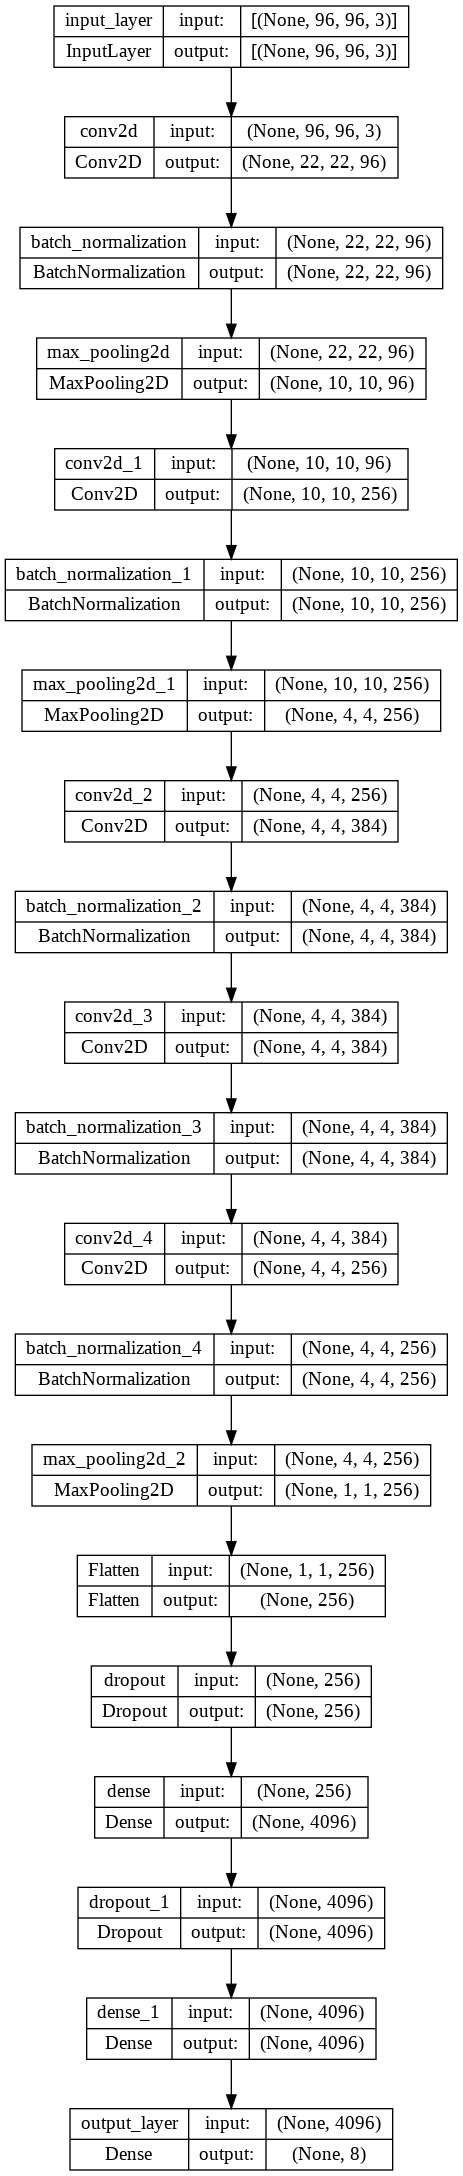 input_layer input: [(None, 96, 96, 3)]
InputLayer output: [(None, 96, 96, 3)]
conv2d input: (None, 96, 96, 3)
Conv2D output: (None, 22, 22, 96)
batch_normalization input: (None, 22, 22, 96)
BatchNormalization output: (None, 22, 22, 96)
max_pooling2d input: (None, 22, 22, 96)
MaxPooling2D output: (None, 10, 10, 96)
conv2d_1 input: (None, 10, 10, 96)
Conv2D output: (None, 10, 10, 256)
batch_normalization_1 input: (None, 10, 10, 256)
BatchNormalization output: (None, 10, 10, 256)
max_pooling2d_1 input: (None, 10, 10, 256)
MaxPooling2D output: (None, 4, 4, 256)
conv2d_2 input: (None, 4, 4, 256)
Conv2D output: (None, 4, 4, 384)
batch_normalization_2 input: (None, 4, 4, 384)
BatchNormalization output: (None, 4, 4, 384)
conv2d_3 input: (None, 4, 4, 384)
Conv2D output: (None, 4, 4, 384)
batch_normalization_3 input: (None, 4, 4, 384)
BatchNormalization output: (None, 4, 4, 384)
conv2d_4 input: (None, 4, 4, 384)
Conv2D output: (None, 4, 4, 256)
batch_normalization_4 input: (None, 4, 4, 256)
BatchNormalization output: (None, 4, 4, 256)
max_pooling2d_2 input: (None, 4, 4, 256)
MaxPooling2D output: (None, 1, 1, 256)
Flatten input: (None, 1, 1, 256)
Flatten output: (None, 256)
dropout input: (None, 256)
Dropout output: (None, 256)
dense input: (None, 256)
Dense output: (None, 4096)
dropout_1 input: (None, 4096)
Dropout output: (None, 4096)
dense_1 input: (None, 4096)
Dense output: (None, 4096)
output_layer input: (None, 4096)
Dense output: (None, 8)